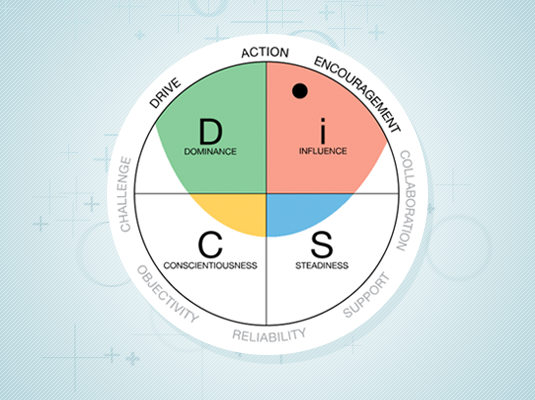 ACTION
DRIVE
ENCOURAGEMENT
D
DOMINANCE
i
INFLUENCE
CHALLENGE
COLLABORATION
C
CONSCIENTIOUSNESS
S
STEADINESS
OBJECTIVITY
SUPPORT
RELIABILITY